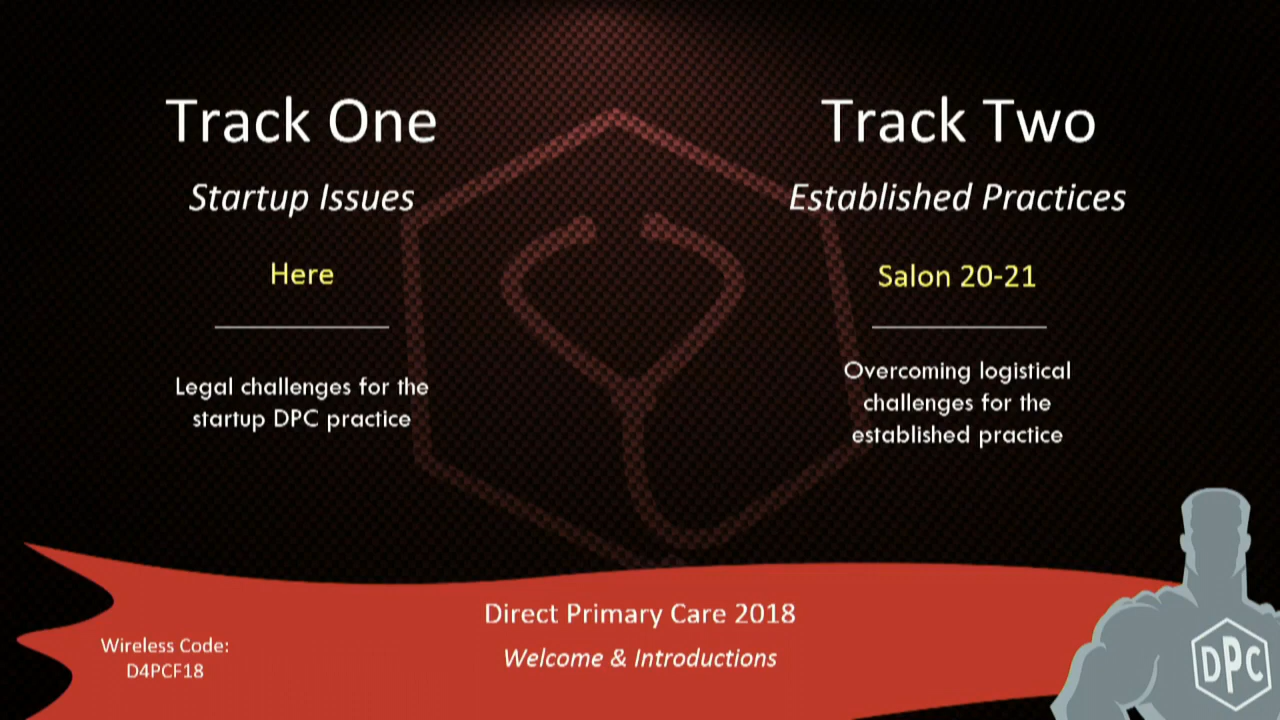 Track One
Startup Issues
Here
Legal challenges for the
startup DPC practice
Track Two
Established Practices
Salon 20-21
Overcoming logistical
challenges for the
established practice
Direct Primary Care 2018
Welcome & Introductions
Wireless Code:
D4PCF18
DPC